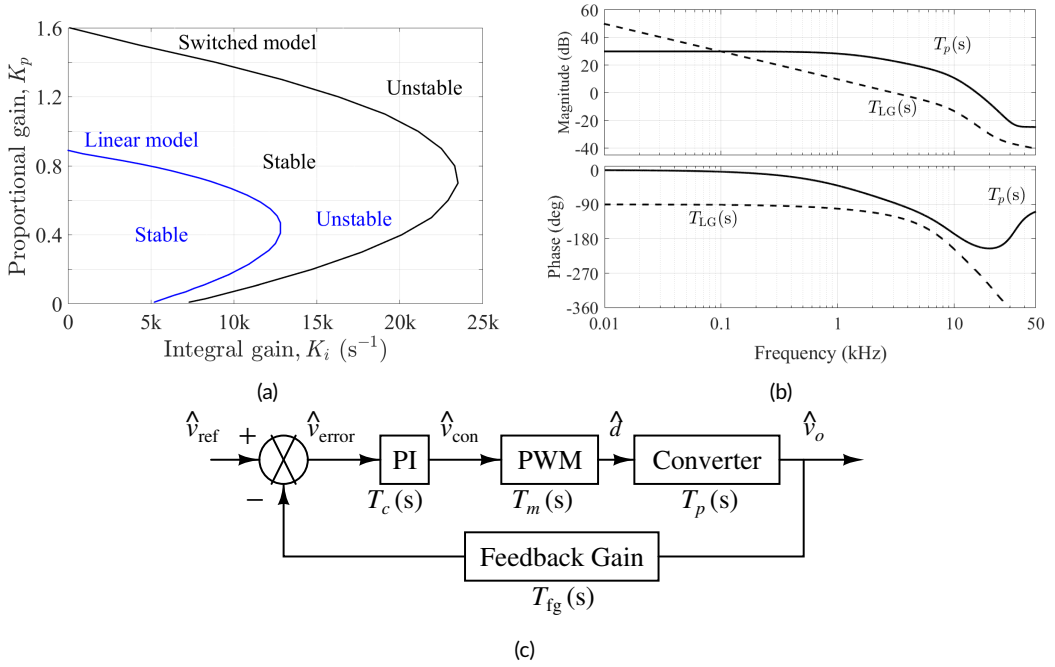 1.6
1.2
0.8
0.4
0
Proportional gain, K_p
Switched model
Unstable
Linear model
Stable
Unstable
Stable
0 5k 10k 15k 20k 25k
Integral gain, K_i (s⁻¹)
(a)
60
40
20
0
-20
-40
Magnitude (dB)
T_p(s)
T_LG(s)
0
-90
-180
-270
-360
Phase (deg)
T_p(s)
T_LG(s)
0.01 0.1 1 10 50
Frequency (kHz)
(b)
v̂_ref + v̂_error v̂_con d̂ v̂_o
PI PWM Converter
− T_c(s) T_m(s) T_p(s)
Feedback Gain
T_fg(s)
(c)